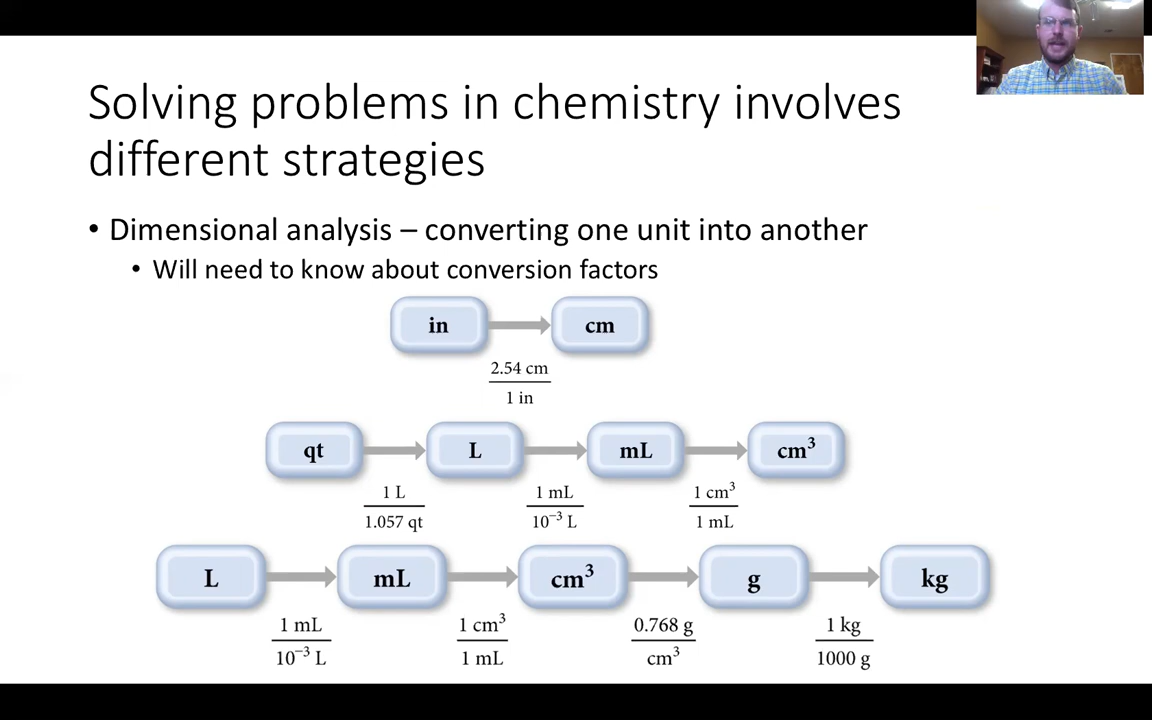 Solving problems in chemistry involves
different strategies
• Dimensional analysis – converting one unit into another
• Will need to know about conversion factors
in cm
2.54 cm
1 in
qt L mL cm³
1 L 1 mL 1 cm³
1.057 qt 10⁻³ L 1 mL
L mL cm³ g kg
1 mL 1 cm³ 0.768 g 1 kg
10⁻³ L 1 mL cm³ 1000 g